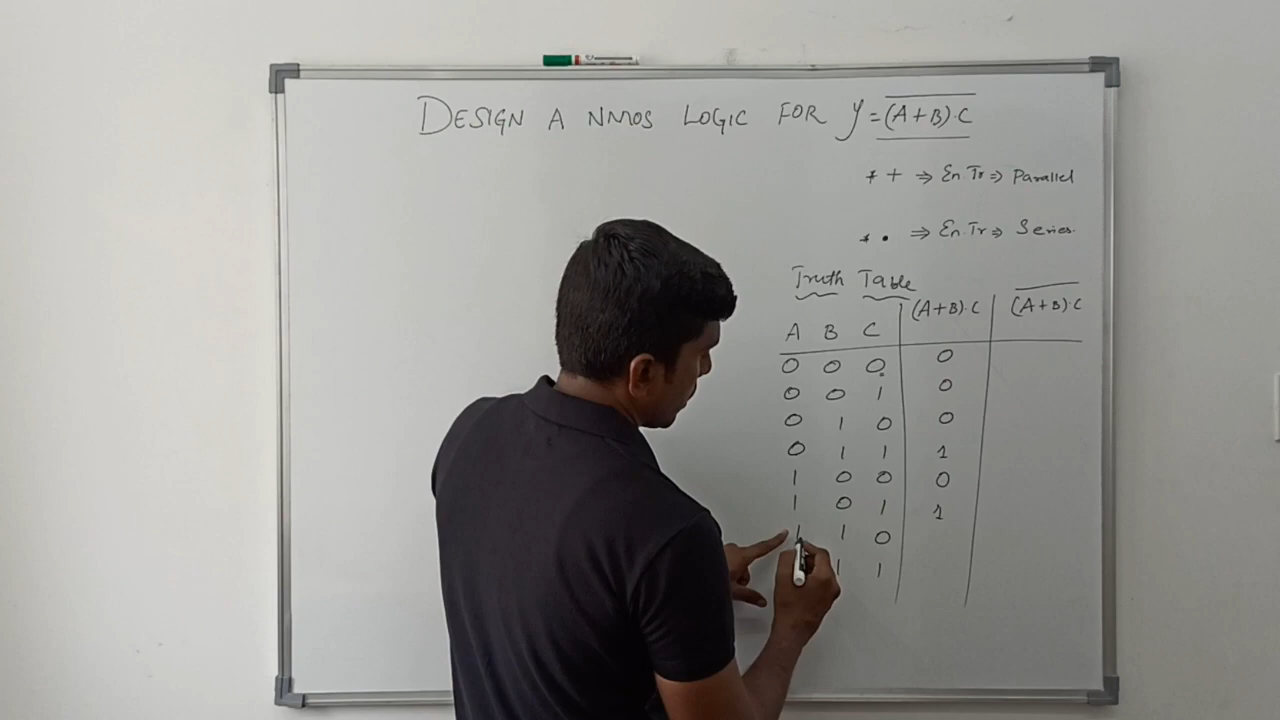 DESIGN A NMOS LOGIC FOR Y = \overline{(A+B)·C}
* + ⇒ En Tr ⇒ Parallel
* • ⇒ En.Tr ⇒ Series.
Truth Table
A B C (A+B)·C \overline{(A+B)·C}
0 0 0 0
0 0 1 0
0 1 0 0
0 1 1 1
1 0 0 0
1 0 1 1
1 1 0
1 1